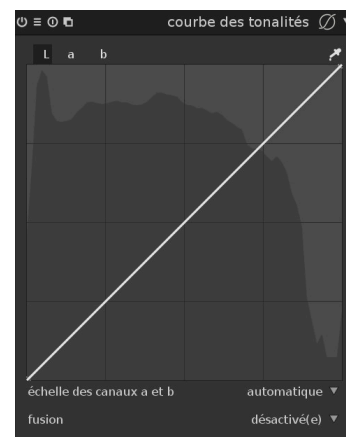 courbe des tonalités
L a b
échelle des canaux a et b automatique
fusion désactivé(e)